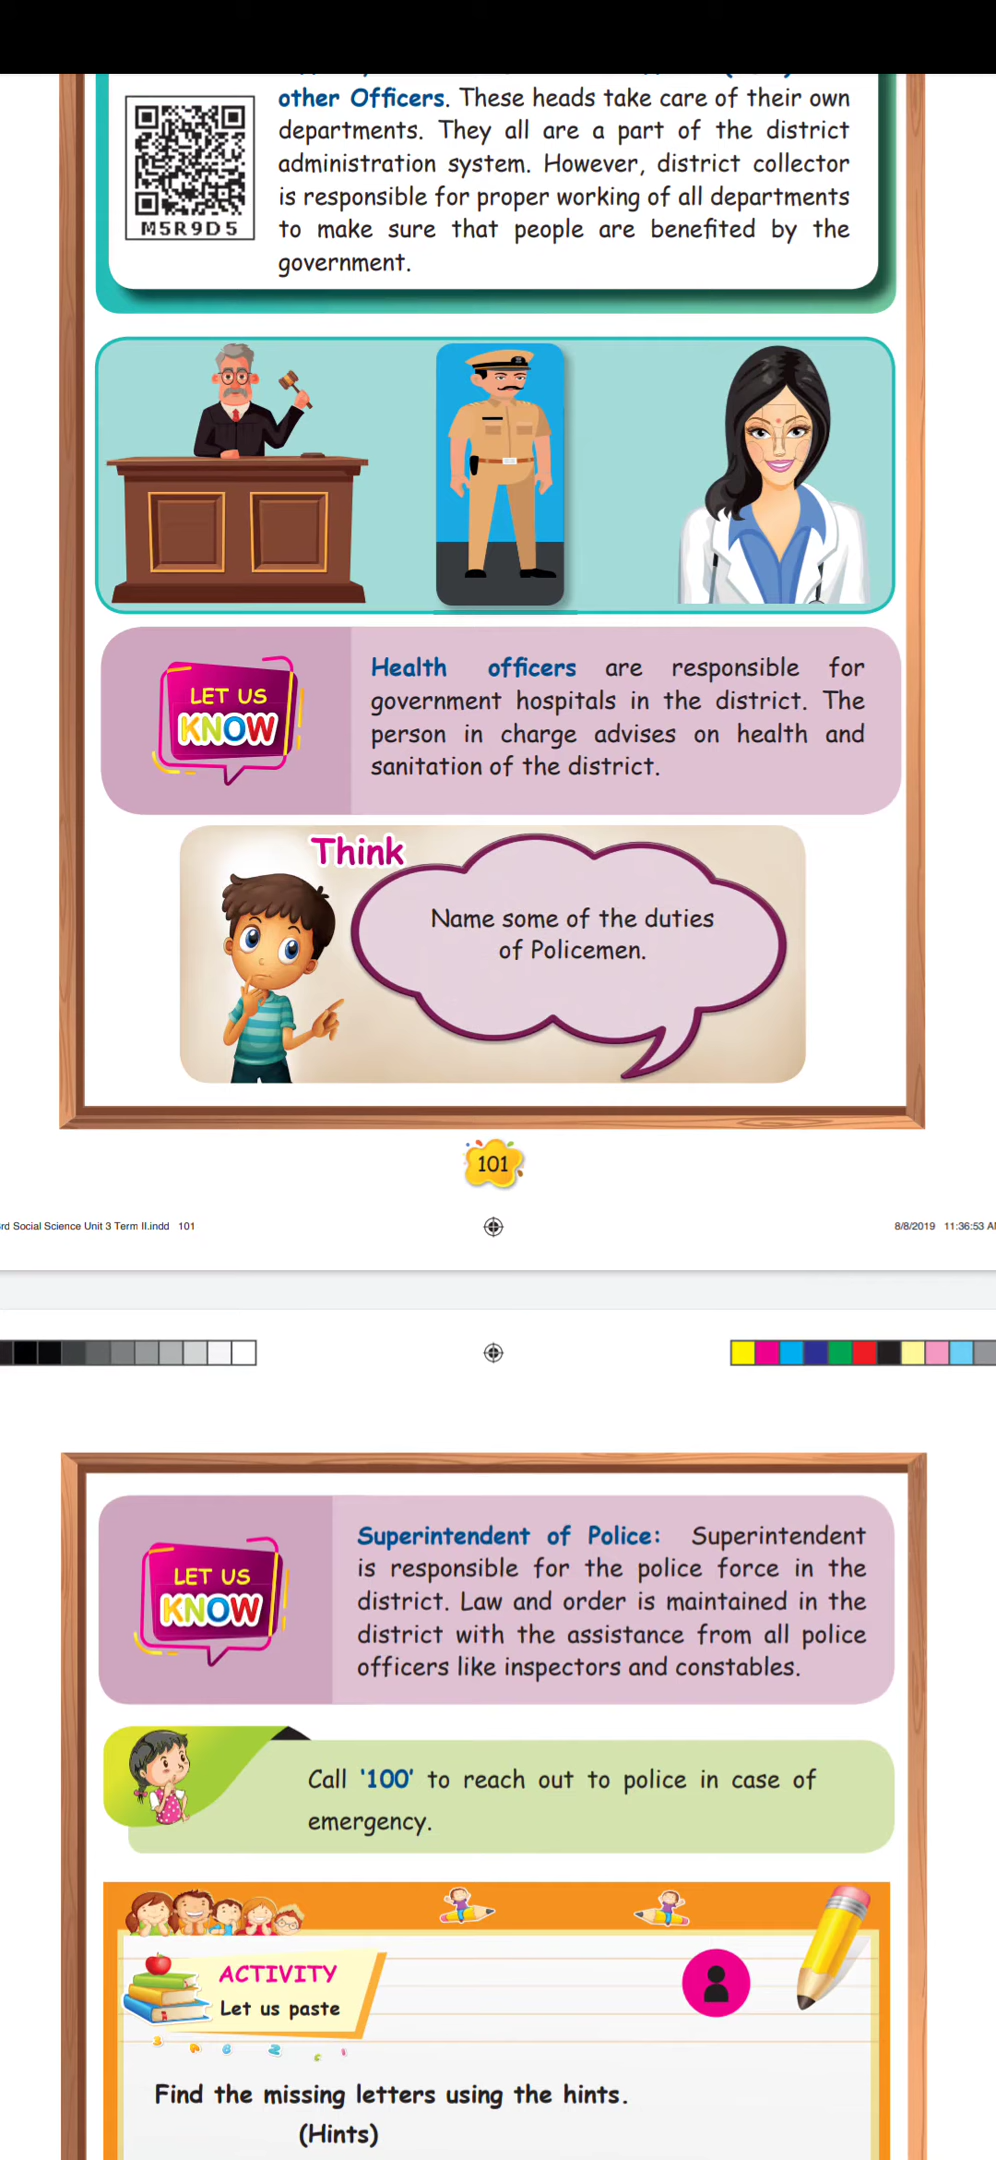 other Officers. These heads take care of their own
departments. They all are a part of the district
administration system. However, district collector
is responsible for proper working of all departments
to make sure that people are benefited by the
government.
M5R9D5
LET US
KNOW
Health officers are responsible for
government hospitals in the district. The
person in charge advises on health and
sanitation of the district.
Think
Name some of the duties
of Policemen.
101
rd Social Science Unit 3 Term II.indd 101
8/8/2019 11:36:53
LET US
KNOW
Superintendent of Police: Superintendent
is responsible for the police force in the
district. Law and order is maintained in the
district with the assistance from all police
officers like inspectors and constables.
Call ‘100’ to reach out to police in case of
emergency.
ACTIVITY
Let us paste
Find the missing letters using the hints.
(Hints)